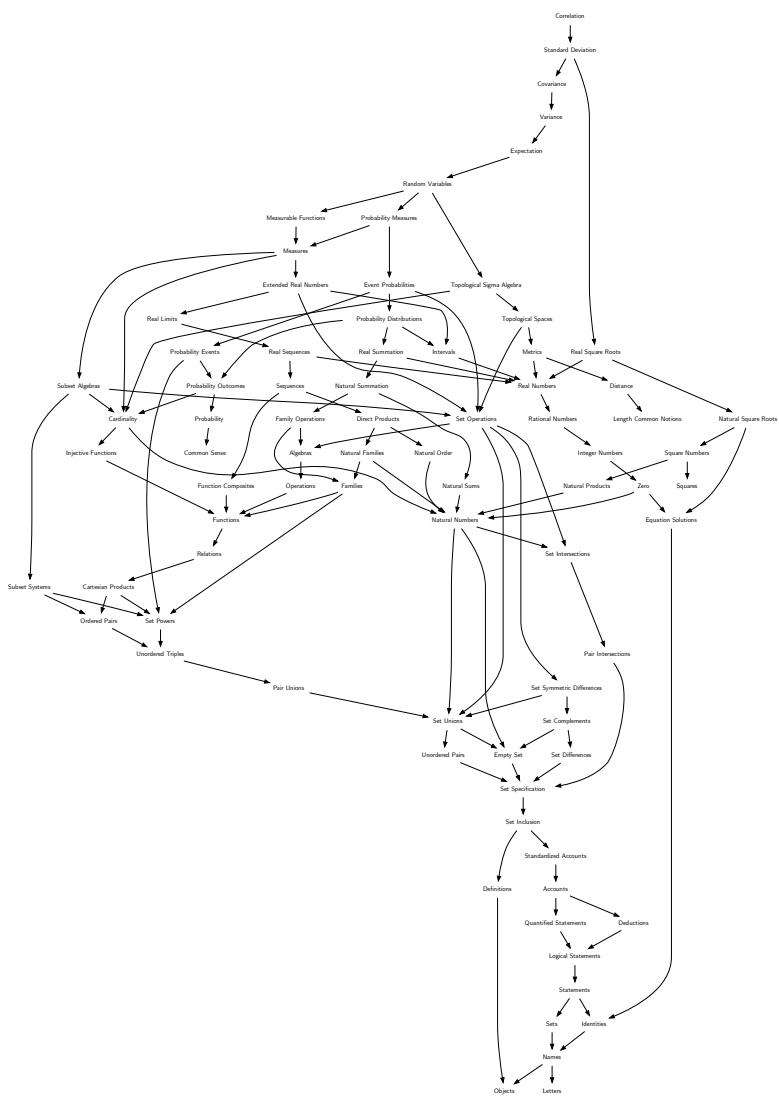 Correlation
Standard Deviation
Covariance
Variance
Expectation
Random Variables
Measurable Functions
Probability Measures
Measures
Extended Real Numbers
Event Probabilities
Topological Sigma Algebra
Real Limits
Probability Distributions
Topological Spaces
Probability Events
Real Sequences
Real Summation
Intervals
Metrics
Real Square Roots
Subset Algebras
Probability Outcomes
Sequences
Natural Summation
Real Numbers
Distance
Cardinality
Probability
Family Operations
Direct Products
Set Operations
Rational Numbers
Length Common Notions
Natural Square Roots
Injective Functions
Common Sense
Algebras
Natural Families
Natural Order
Integer Numbers
Square Numbers
Function Composites
Operations
Families
Natural Sums
Natural Products
Zero
Squares
Functions
Natural Numbers
Equation Solutions
Relations
Set Intersections
Subset Systems
Cartesian Products
Ordered Pairs
Set Powers
Unordered Triples
Pair Intersections
Pair Unions
Set Symmetric Differences
Set Unions
Set Complements
Unordered Pairs
Empty Set
Set Differences
Set Specification
Set Inclusion
Standardized Accounts
Definitions
Accounts
Quantified Statements
Deductions
Logical Statements
Statements
Sets
Identities
Names
Objects
Letters